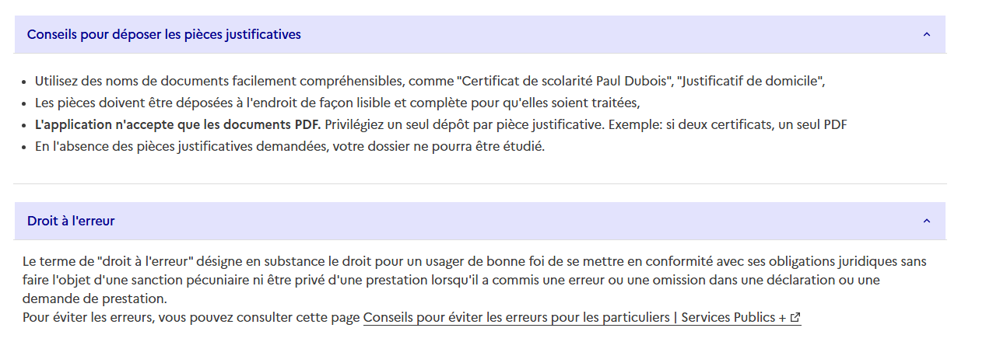 Conseils pour déposer les pièces justificatives
• Utilisez des noms de documents facilement compréhensibles, comme "Certificat de scolarité Paul Dubois", "Justificatif de domicile",
• Les pièces doivent être déposées à l'endroit de façon lisible et complète pour qu'elles soient traitées,
• L'application n'accepte que les documents PDF. Privilégiez un seul dépôt par pièce justificative. Exemple: si deux certificats, un seul PDF
• En l'absence des pièces justificatives demandées, votre dossier ne pourra être étudié.
Droit à l'erreur
Le terme de "droit à l'erreur" désigne en substance le droit pour un usager de bonne foi de se mettre en conformité avec ses obligations juridiques sans
faire l'objet d'une sanction pécuniaire ni être privé d'une prestation lorsqu'il a commis une erreur ou une omission dans une déclaration ou une
demande de prestation.
Pour éviter les erreurs, vous pouvez consulter cette page Conseils pour éviter les erreurs pour les particuliers | Services Publics +